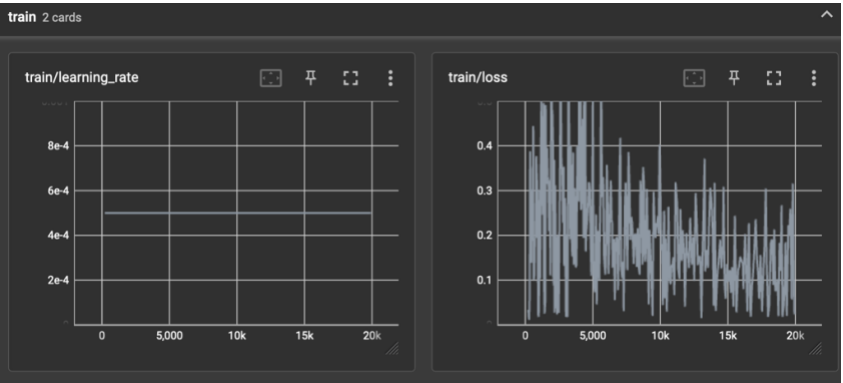 train 2 cards
train/learning_rate
8e-4
6e-4
4e-4
2e-4
0 5,000 10k 15k 20k
train/loss
0.4
0.3
0.2
0.1
0 5,000 10k 15k 20k